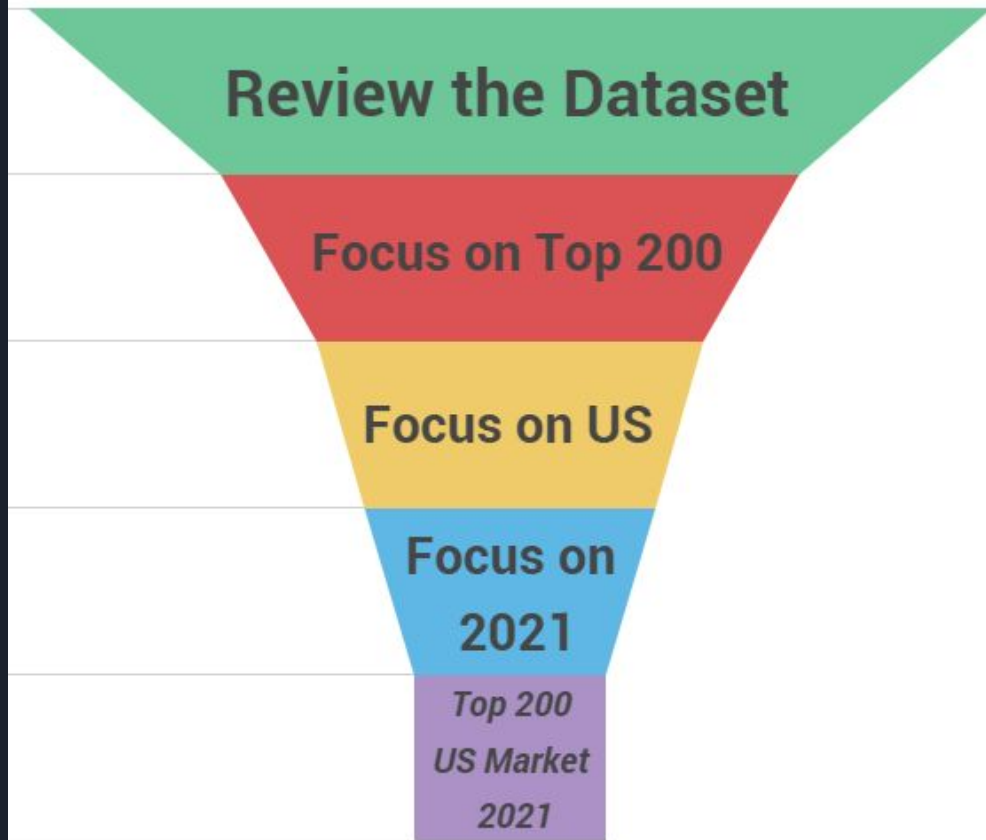 Review the Dataset
Focus on Top 200
Focus on US
Focus on
2021
Top 200
US Market
2021